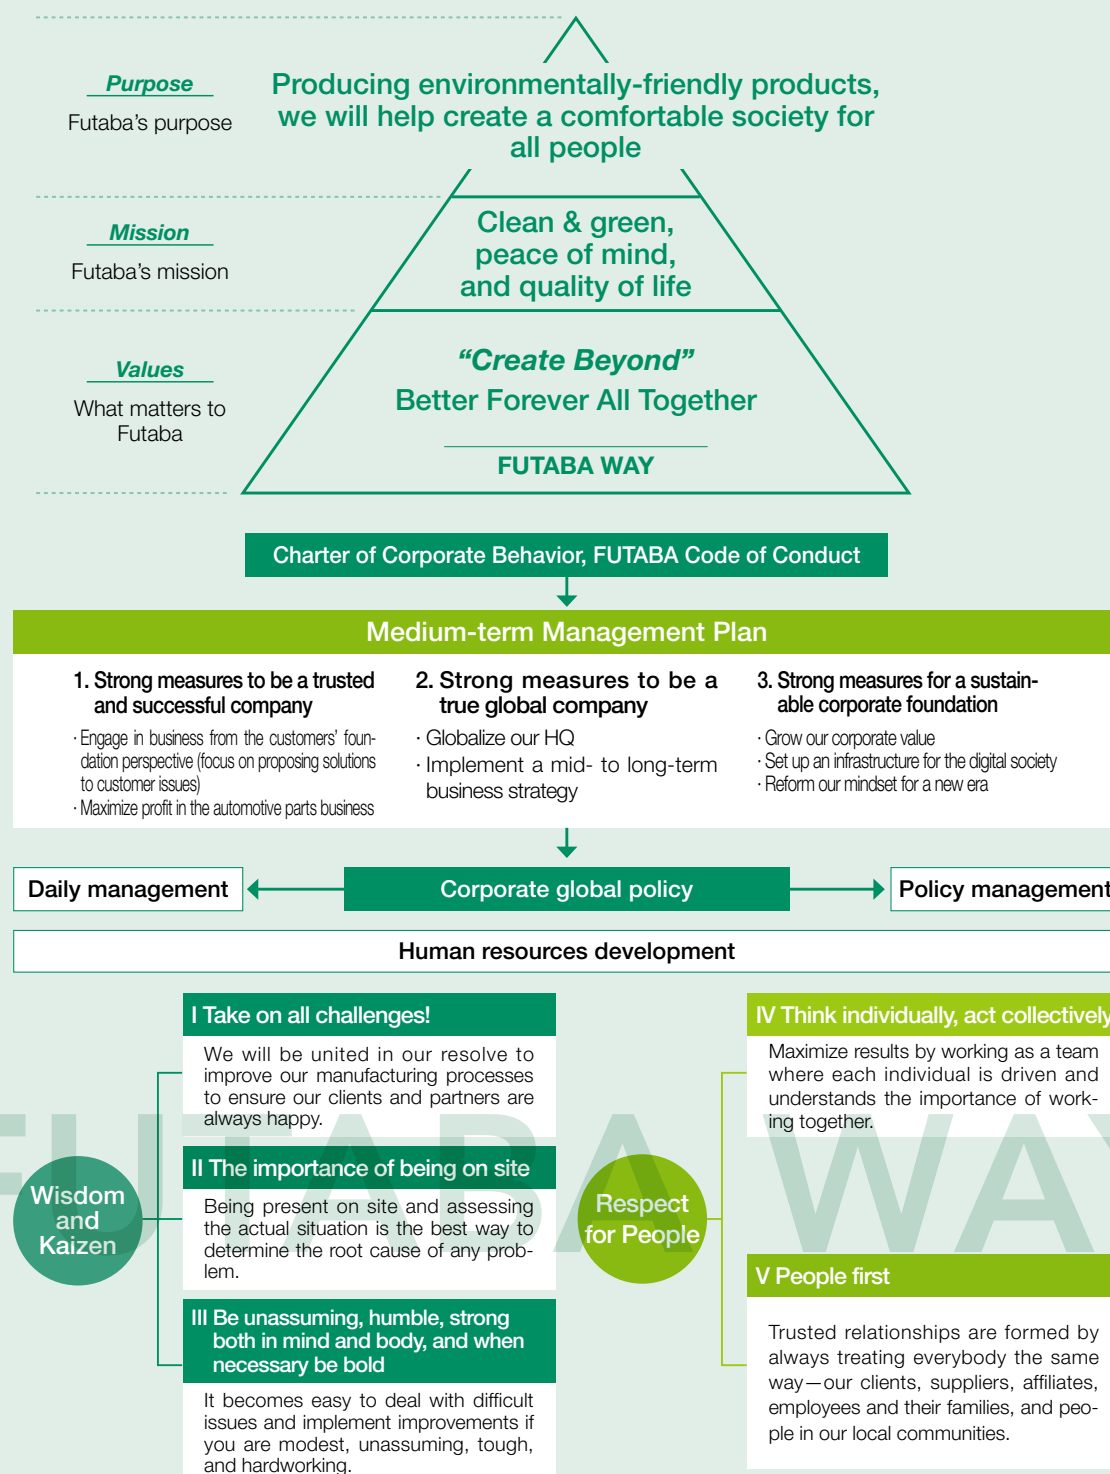 Purpose
Futaba's purpose
Producing environmentally-friendly products,
we will help create a comfortable society for
all people
Mission
Futaba's mission
Clean & green,
peace of mind,
and quality of life
Values
What matters to
Futaba
“Create Beyond”
Better Forever All Together
FUTABA WAY
Charter of Corporate Behavior, FUTABA Code of Conduct
Medium-term Management Plan
1. Strong measures to be a trusted
and successful company
· Engage in business from the customers' foun-
dation perspective (focus on proposing solutions
to customer issues)
· Maximize profit in the automotive parts business
2. Strong measures to be a
true global company
· Globalize our HQ
· Implement a mid- to long-term
business strategy
3. Strong measures for a sustain-
able corporate foundation
· Grow our corporate value
· Set up an infrastructure for the digital society
· Reform our mindset for a new era
Daily management
Corporate global policy
Policy management
Human resources development
FUTABA WAY
Wisdom
and
Kaizen
I Take on all challenges!
We will be united in our resolve to
improve our manufacturing processes
to ensure our clients and partners are
always happy.
II The importance of being on site
Being present on site and assessing
the actual situation is the best way to
determine the root cause of any prob-
lem.
III Be unassuming, humble, strong
both in mind and body, and when
necessary be bold
It becomes easy to deal with difficult
issues and implement improvements if
you are modest, unassuming, tough,
and hardworking.
Respect
for People
IV Think individually, act collectively
Maximize results by working as a team
where each individual is driven and
understands the importance of work-
ing together.
V People first
Trusted relationships are formed by
always treating everybody the same
way—our clients, suppliers, affiliates,
employees and their families, and peo-
ple in our local communities.